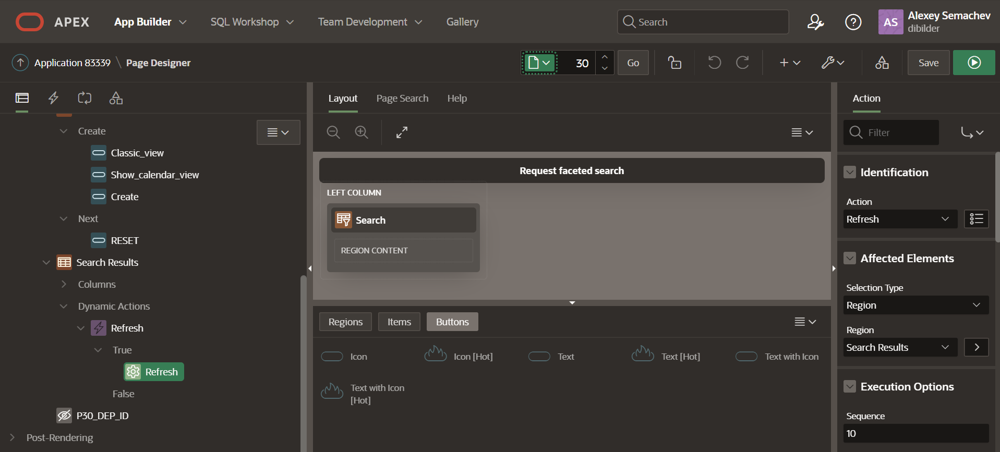 APEX
App Builder
SQL Workshop
Team Development
Gallery
Search
AS
Alexey Semachev
dibilder
Application 83339 \ Page Designer
30
Go
Save
Layout
Page Search
Help
Action
Filter
Create
Classic_view
Show_calendar_view
Create
Next
RESET
Search Results
Columns
Dynamic Actions
Refresh
True
Refresh
False
P30_DEP_ID
Post-Rendering
Request faceted search
LEFT COLUMN
Search
REGION CONTENT
Regions
Items
Buttons
Icon
Icon [Hot]
Text
Text [Hot]
Text with Icon
Text with Icon
[Hot]
Identification
Action
Refresh
Affected Elements
Selection Type
Region
Region
Search Results
Execution Options
Sequence
10